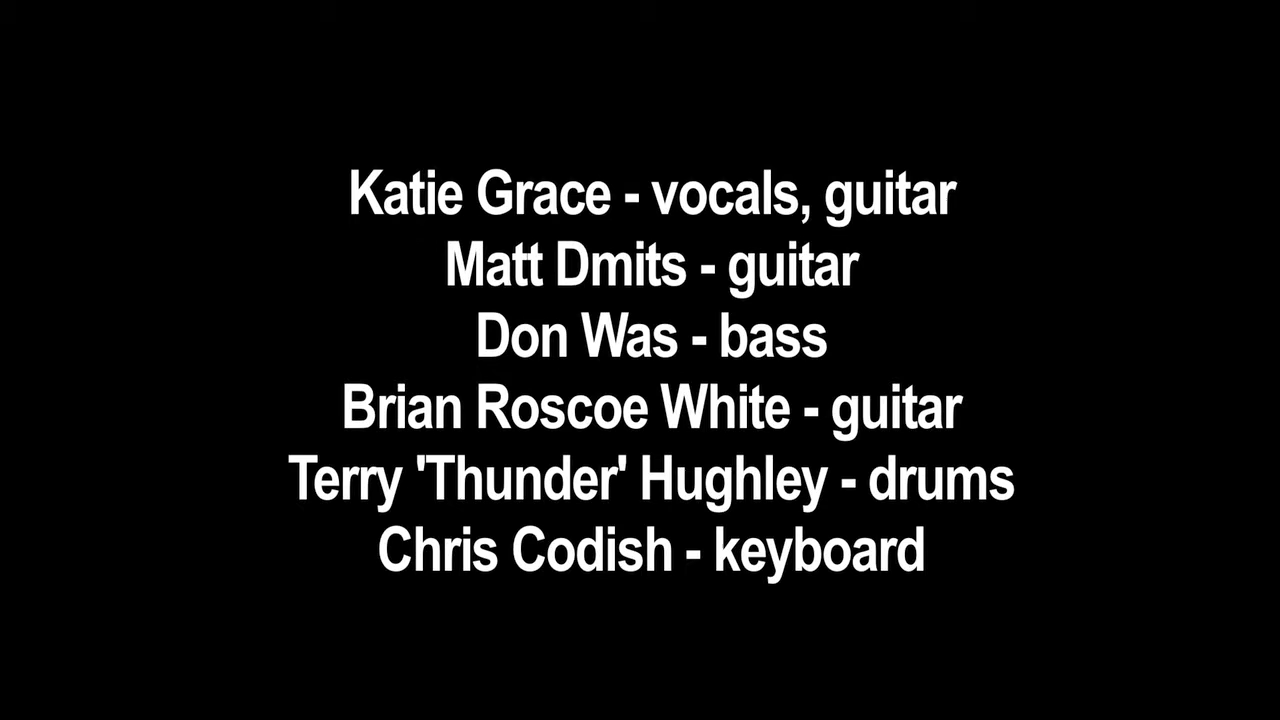 Katie Grace - vocals, guitar
Matt Dmits - guitar
Don Was - bass
Brian Roscoe White - guitar
Terry 'Thunder' Hughley - drums
Chris Codish - keyboard